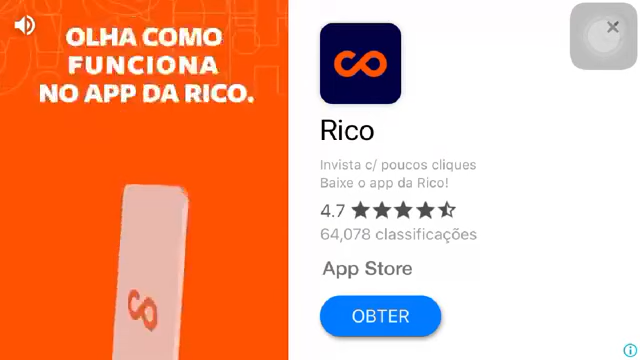 OLHA COMO
FUNCIONA
NO APP DA RICO.
Rico
Invista c/ poucos cliques
Baixe o app da Rico!
4.7
64,078 classificações
App Store
OBTER